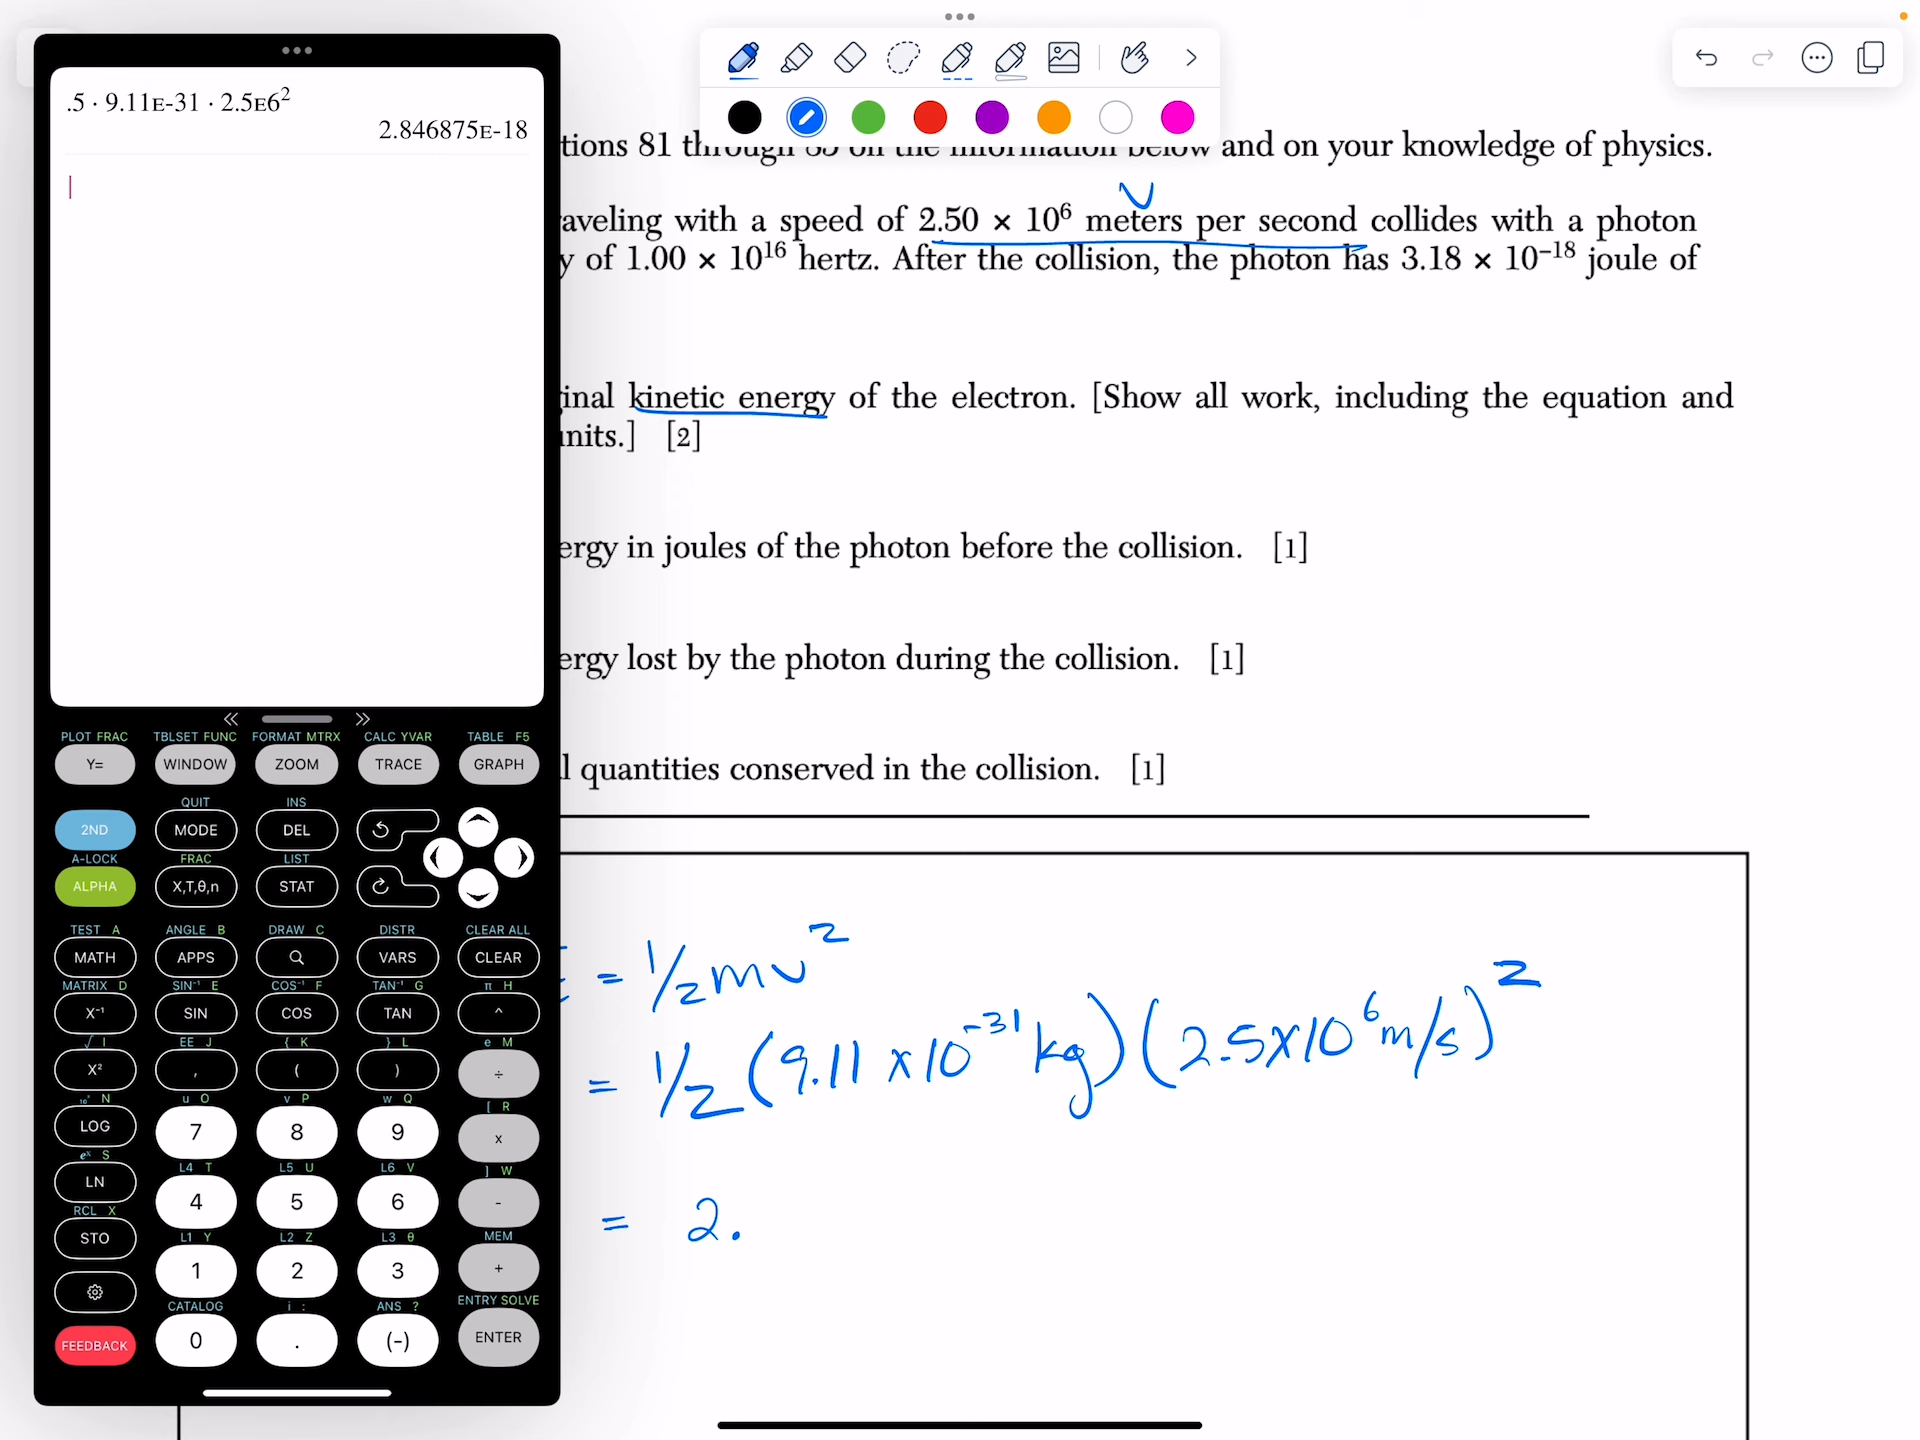 .5 · 9.11E-31 · 2.5E6²
2.846875E-18
tions 81 through 85 on the information below and on your knowledge of physics.
v
raveling with a speed of 2.50 × 10⁶ meters per second collides with a photon
y of 1.00 × 10¹⁶ hertz. After the collision, the photon has 3.18 × 10⁻¹⁸ joule of
ginal kinetic energy of the electron. [Show all work, including the equation and
units.] [2]
ergy in joules of the photon before the collision. [1]
ergy lost by the photon during the collision. [1]
l quantities conserved in the collision. [1]
= 1/2 mv²
= 1/2 (9.11 x 10⁻³¹ kg) (2.5 x 10⁶ m/s)²
= 2.
PLOT FRAC TBLSET FUNC FORMAT MTRX CALC YVAR TABLE F5
Y= WINDOW ZOOM TRACE GRAPH
QUIT INS
2ND MODE DEL
A-LOCK FRAC LIST
ALPHA X,T,θ,n STAT
TEST A ANGLE B DRAW C DISTR CLEAR ALL
MATH APPS VARS CLEAR
MATRIX D SIN⁻¹ E COS⁻¹ F TAN⁻¹ G π H
X⁻¹ SIN COS TAN ^
√ I EE J { K } L e M
X² , ( ) ÷
10ˣ N u O v P w Q [ R
LOG 7 8 9 x
eˣ S L4 T L5 U L6 V ] W
LN 4 5 6 -
RCL X L1 Y L2 Z L3 θ MEM
STO 1 2 3 +
CATALOG i : ANS ? ENTRY SOLVE
FEEDBACK 0 . (-) ENTER